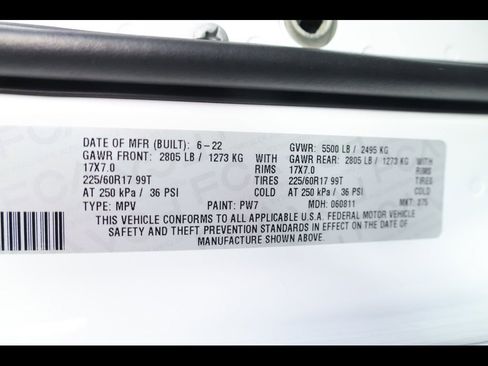 DATE OF MFR (BUILT): 6-22 GVWR: 5500 LB / 2495 KG
GAWR FRONT: 2805 LB / 1273 KG WITH GAWR REAR: 2805 LB / 1273 KG WITH
17X7.0 RIMS 17X7.0 RIMS
225/60R17 99T TIRES 225/60R17 99T TIRES
AT 250 kPa / 36 PSI COLD AT 250 kPa / 36 PSI COLD
TYPE: MPV PAINT: PW7 MDH: 060811 MKT: 075
THIS VEHICLE CONFORMS TO ALL APPLICABLE U.S.A. FEDERAL MOTOR VEHICLE
SAFETY AND THEFT PREVENTION STANDARDS IN EFFECT ON THE DATE OF
MANUFACTURE SHOWN ABOVE.